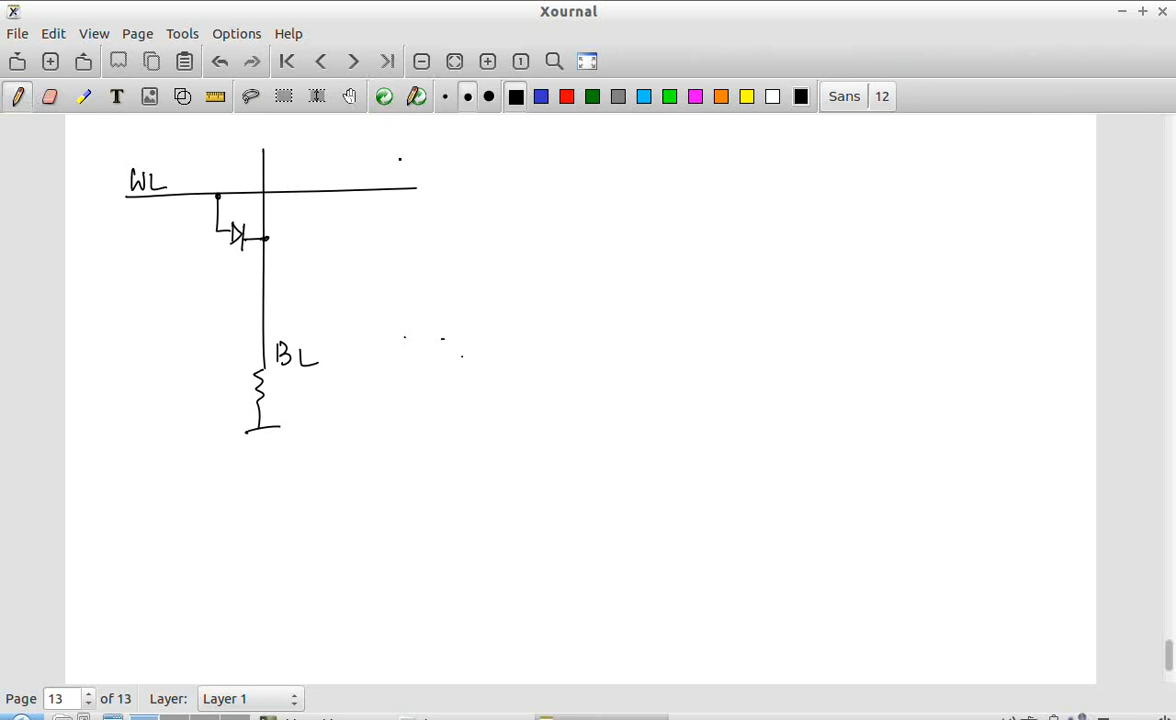 Xournal
File Edit View Page Tools Options Help
Sans 12
WL
BL
Page 13 of 13 Layer: Layer 1